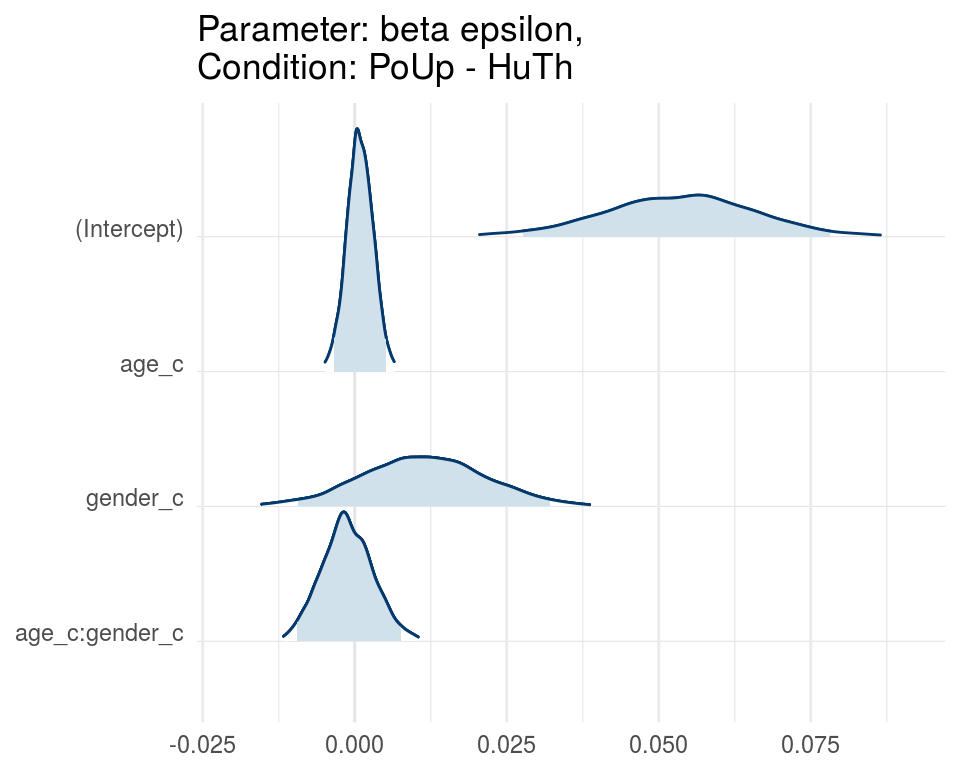 Parameter: beta epsilon,
Condition: PoUp - HuTh
(Intercept)
age_c
gender_c
age_c:gender_c
-0.025 0.000 0.025 0.050 0.075